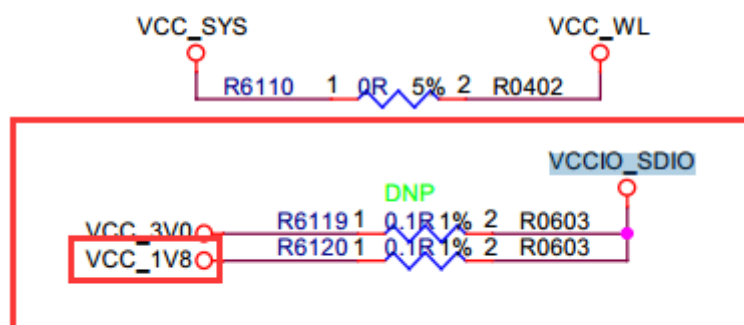 VCC_SYS VCC_WL
R6110 1 0R 5% 2 R0402
VCCIO_SDIO
DNP
VCC_3V0 R6119 1 0.1R 1% 2 R0603
VCC_1V8 R6120 1 0.1R 1% 2 R0603